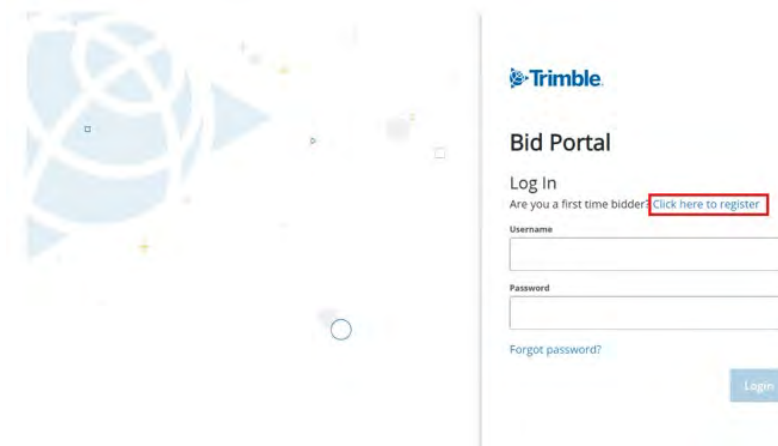 Trimble.
Bid Portal
Log In
Are you a first time bidder? Click here to register
Username
Password
Forgot password?
Login